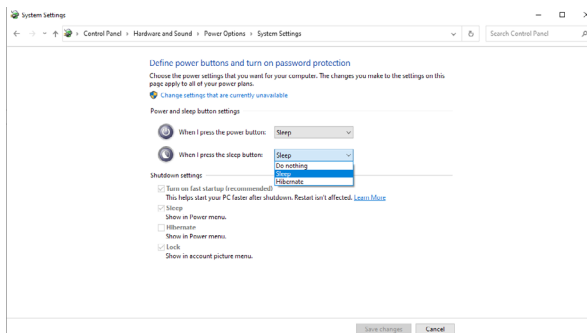 System Settings
Control Panel > Hardware and Sound > Power Options > System Settings
Search Control Panel
Define power buttons and turn on password protection
Choose the power settings that you want for your computer. The changes you make to the settings on this
page apply to all of your power plans.
Change settings that are currently unavailable
Power and sleep button settings
When I press the power button: Sleep
When I press the sleep button: Sleep
Do nothing
Sleep
Hibernate
Shutdown settings
Turn on fast startup (recommended)
This helps start your PC faster after shutdown. Restart isn't affected. Learn More
Sleep
Show in Power menu.
Hibernate
Show in Power menu.
Lock
Show in account picture menu.
Save changes Cancel